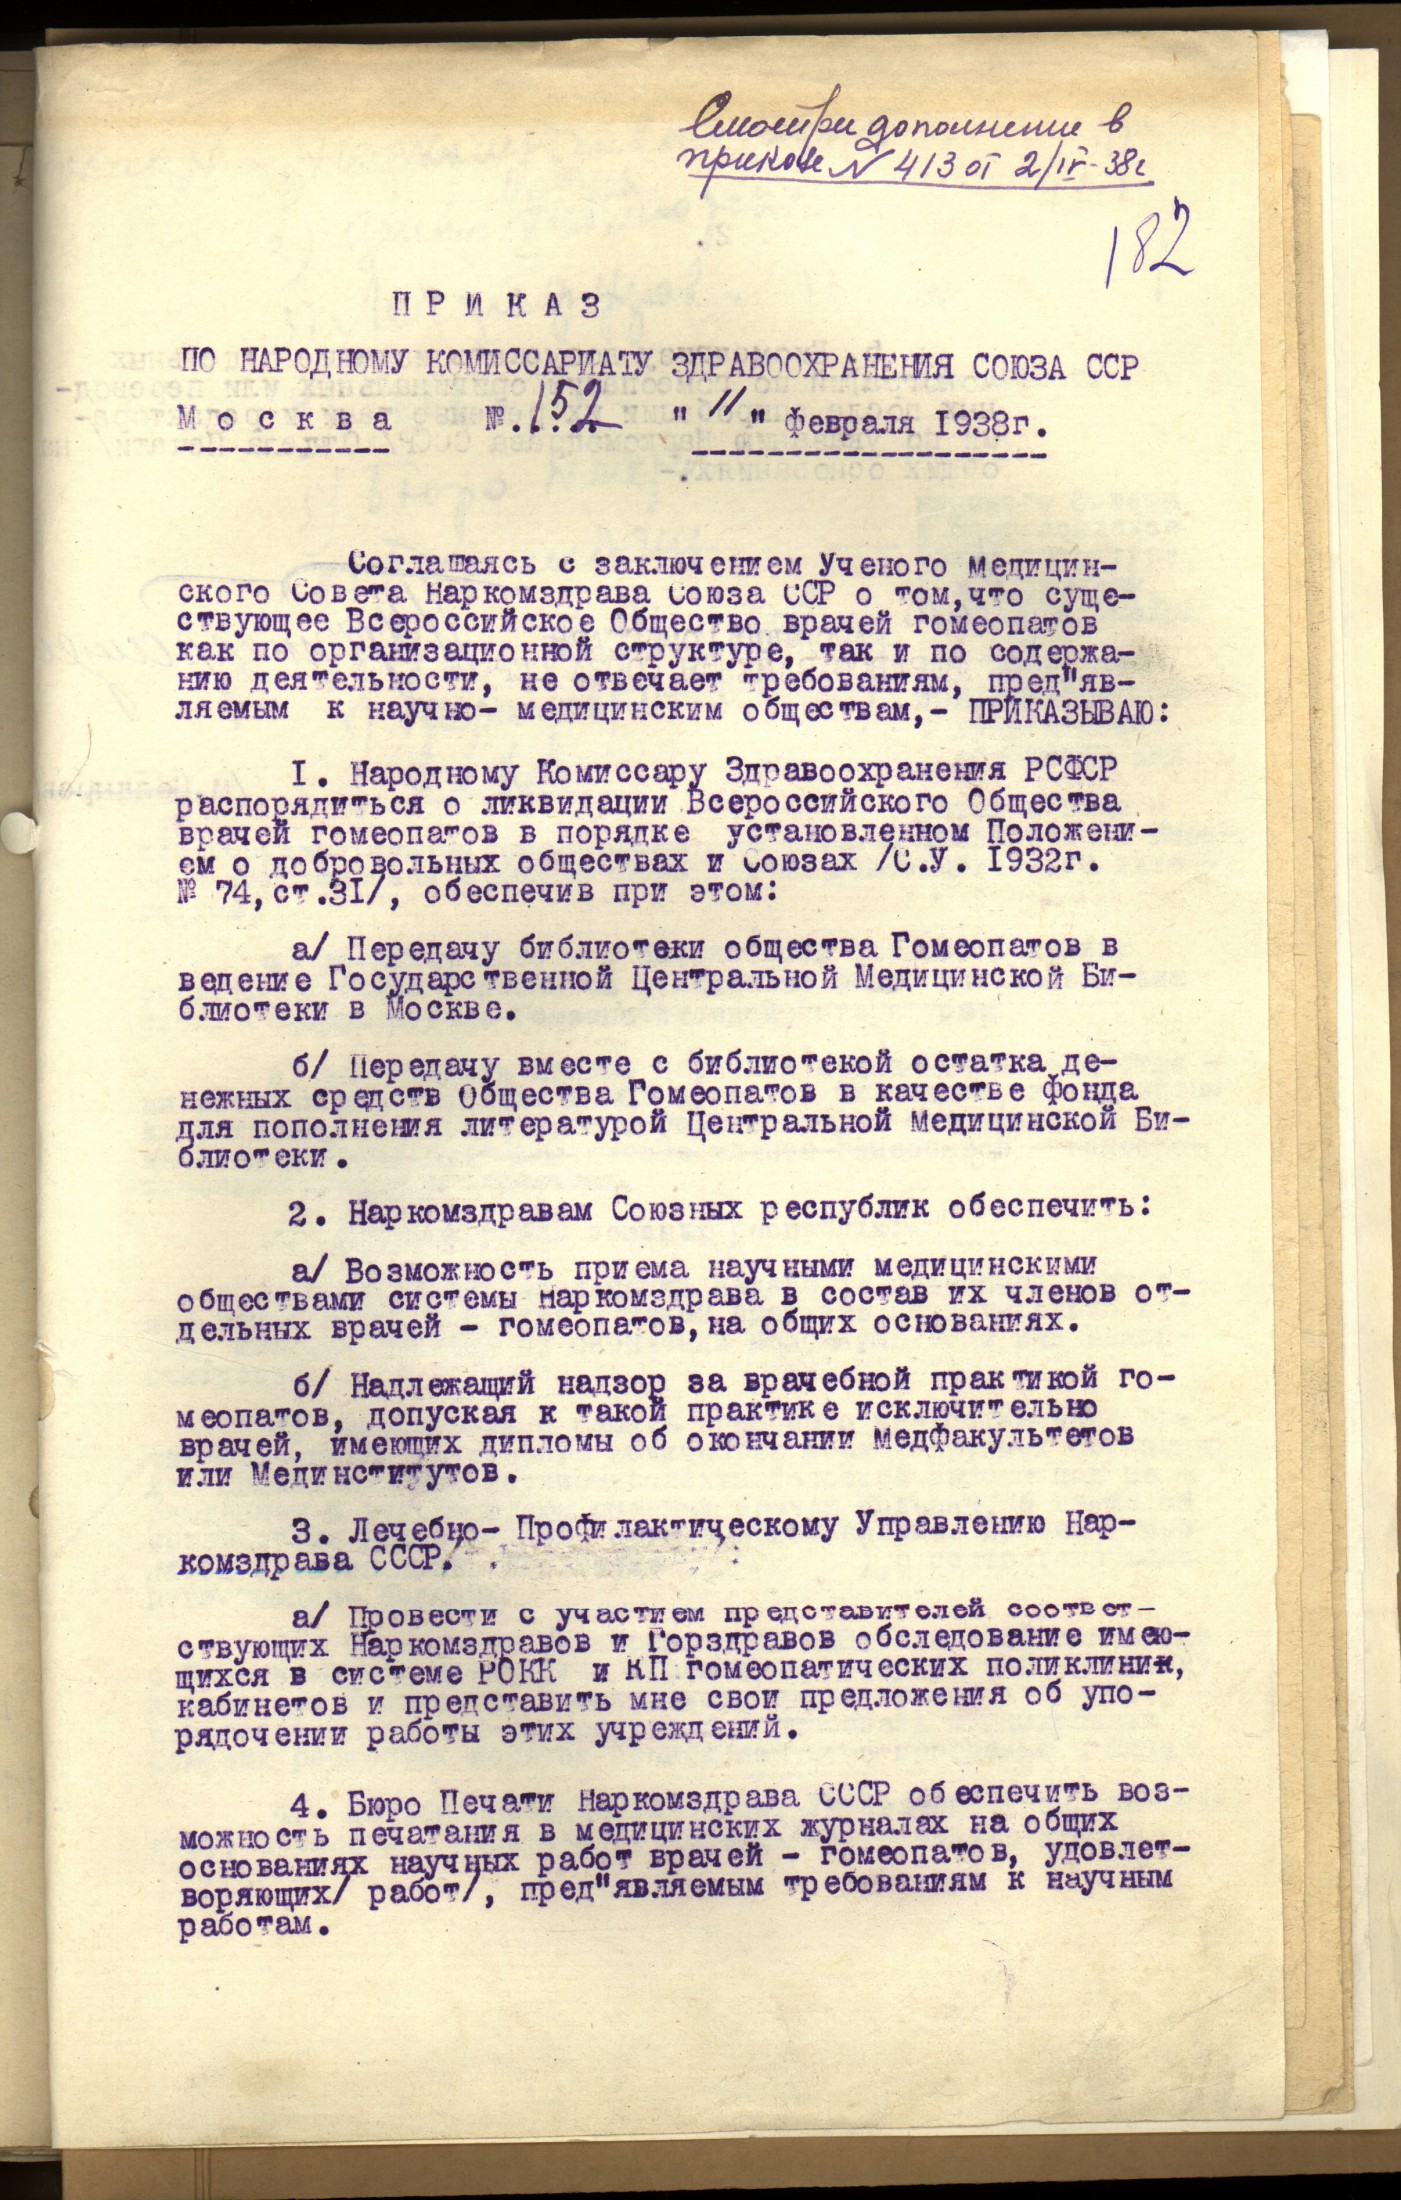 Смотри дополнение в
приказе N 413 от 2/IV-38г
182
П Р И К А З
ПО НАРОДНОМУ КОМИССАРИАТУ ЗДРАВООХРАНЕНИЯ СОЮЗА ССР
М о с к в а №.152 " 11 " февраля 1938г.
Соглашаясь с заключением Ученого Медицин-
ского Совета Наркомздрава Союза ССР о том,что суще-
ствующее Всероссийское Общество врачей гомеопатов
как по организационной структуре, так и по содержа-
нию деятельности, не отвечает требованиям, пред"яв-
ляемым к научно- медицинским обществам,- ПРИКАЗЫВАЮ:
I. Народному Комиссару Здравоохранения РСФСР
распорядиться о ликвидации Всероссийского Общества
врачей гомеопатов в порядке установленном Положени-
ем о добровольных обществах и Союзах /С.У. 1932г.
№ 74,ст.31/, обеспечив при этом:
а/ Передачу библиотеки общества Гомеопатов в
ведение Государственной Центральной Медицинской Би-
блиотеки в Москве.
б/ Передачу вместе с библиотекой остатка де-
нежных средств Общества Гомеопатов в качестве фонда
для пополнения литературой Центральной Медицинской Би-
блиотеки.
2. Наркомздравам Союзных республик обеспечить:
а/ Возможность приема научными медицинскими
обществами системы Наркомздрава в состав их членов от-
дельных врачей - гомеопатов,на общих основаниях.
б/ Надлежащий надзор за врачебной практикой го-
меопатов, допуская к такой практике исключительно
врачей, имеющих дипломы об окончании Медфакультетов
или Мединститутов.
3. Лечебно- Профилактическому Управлению Нар-
комздрава СССР.
а/ Провести с участием представителей соответ-
ствующих Наркомздравов и Горздравов обследование имею-
щихся в системе РОКК и КП гомеопатических поликлиник,
кабинетов и представить мне свои предложения об упо-
рядочении работы этих учреждений.
4. Бюро Печати Наркомздрава СССР обеспечить воз-
можность печатания в медицинских журналах на общих
основаниях научных работ врачей - гомеопатов, удовлет-
воряющих/ работ/, пред"являемым требованиям к научным
работам.